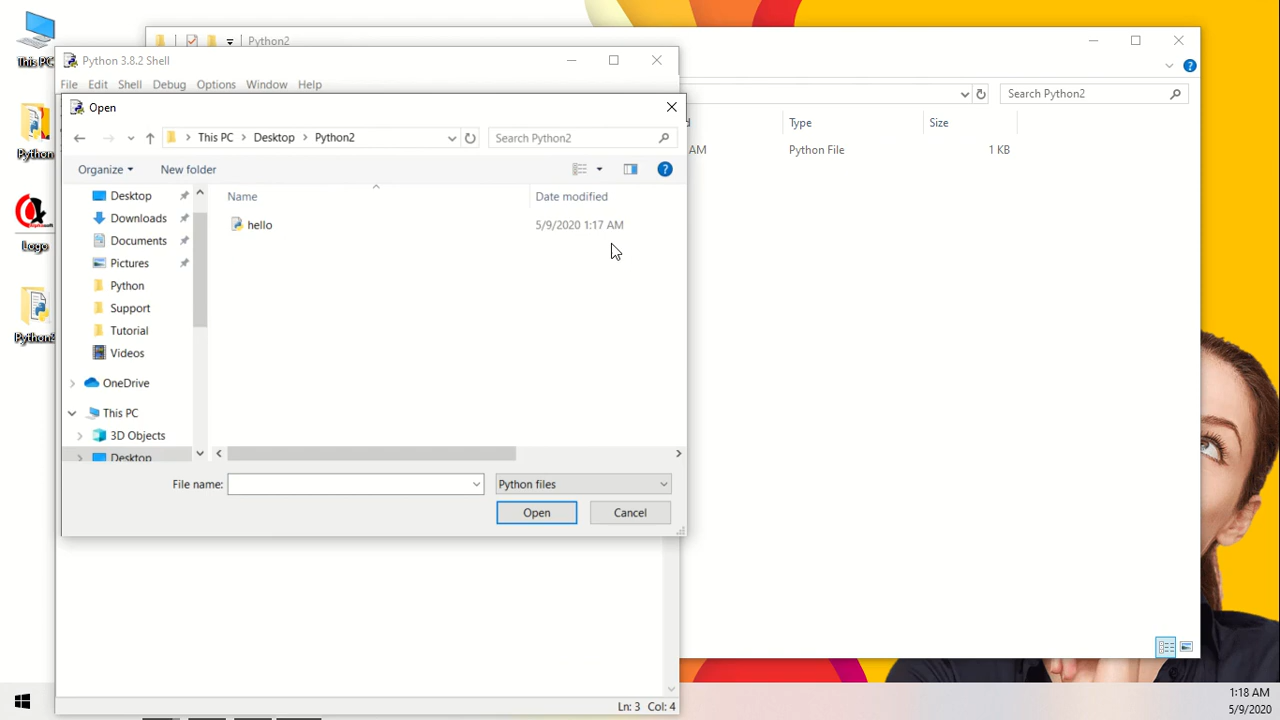 This PC
Python2
Python 3.8.2 Shell
File Edit Shell Debug Options Window Help
Open
This PC Desktop Python2
Search Python2
Search Python2
Organize New folder
Type Size
AM Python File 1 KB
Name Date modified
hello 5/9/2020 1:17 AM
Desktop
Downloads
Documents
Pictures
Python
Support
Tutorial
Videos
OneDrive
This PC
3D Objects
Desktop
File name:
Python files
Open Cancel
Python
Logo
Python2
Ln: 3 Col: 4
1:18 AM
5/9/2020